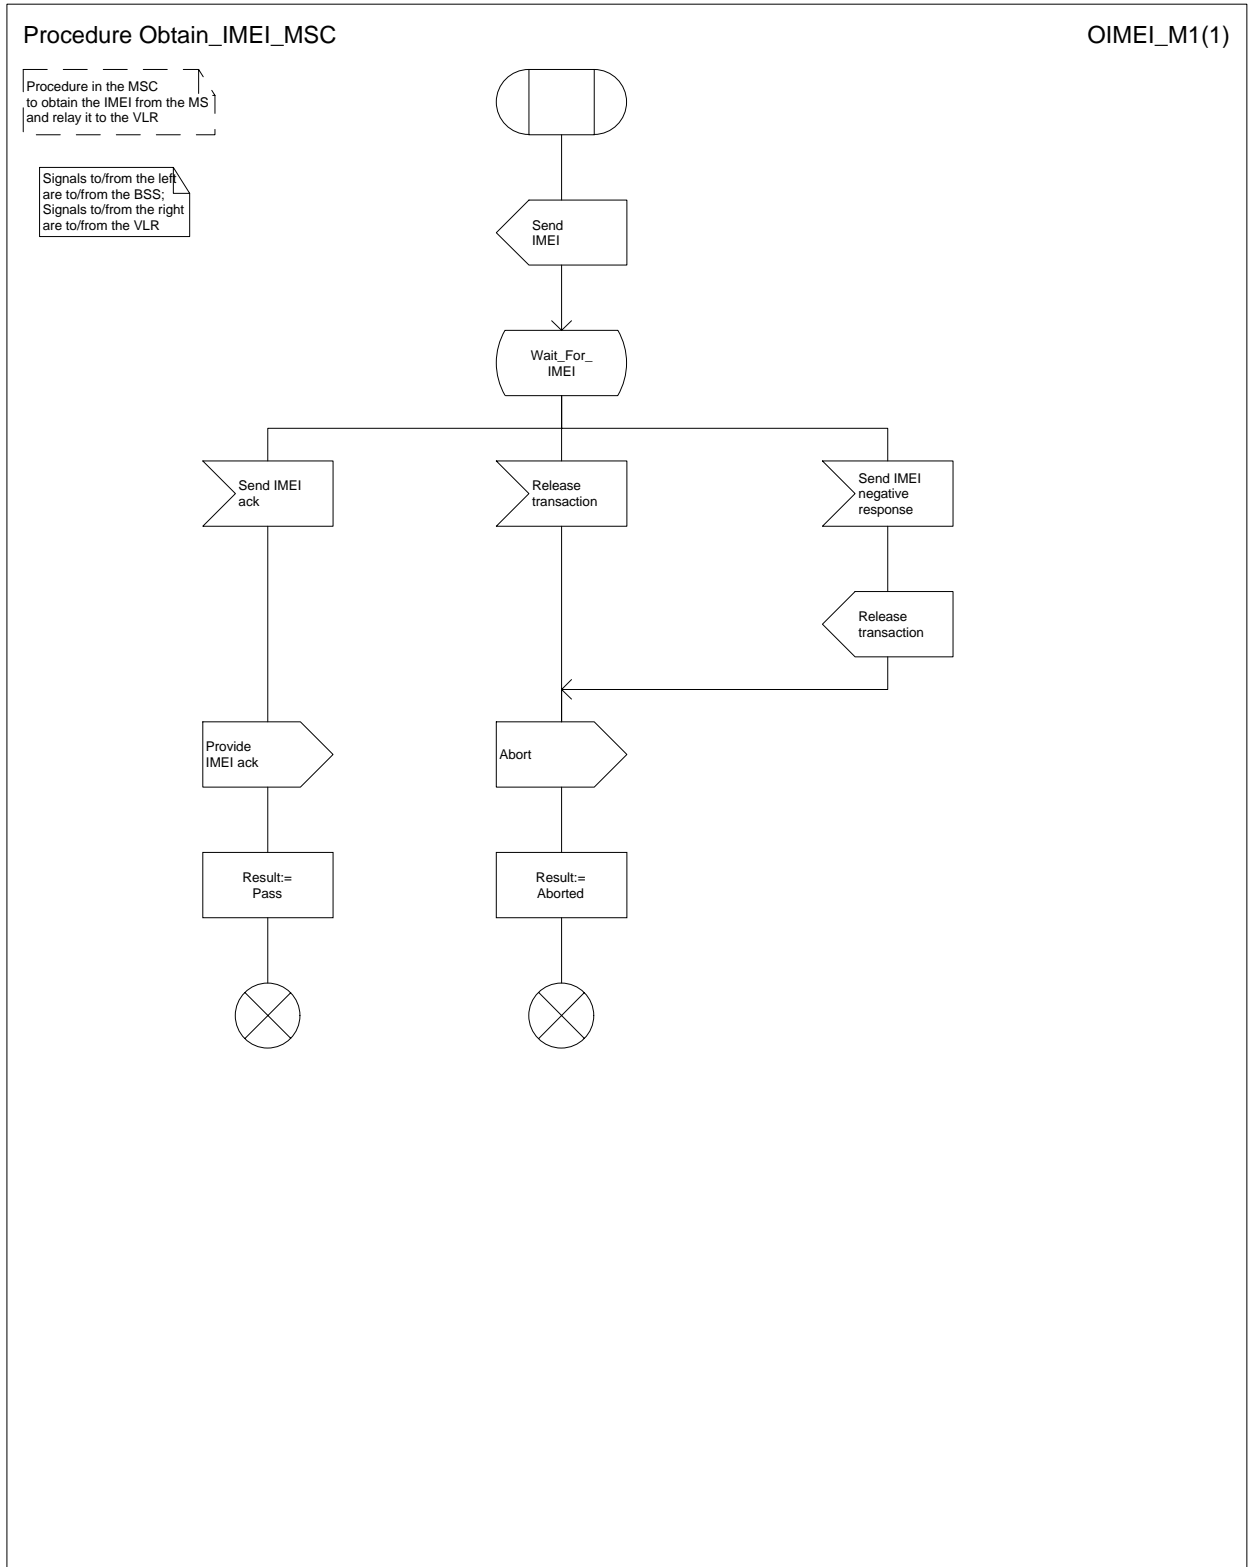 Procedure Obtain_IMEI_MSC
OIMEI_M1(1)
Procedure in the MSC
to obtain the IMEI from the MS
and relay it to the VLR
Signals to/from the left
are to/from the BSS;
Signals to/from the right
are to/from the VLR
Send
IMEI
Wait_For_
IMEI
Send IMEI
ack
Release
transaction
Send IMEI
negative
response
Release
transaction
Provide
IMEI ack
Abort
Result:=
Pass
Result:=
Aborted